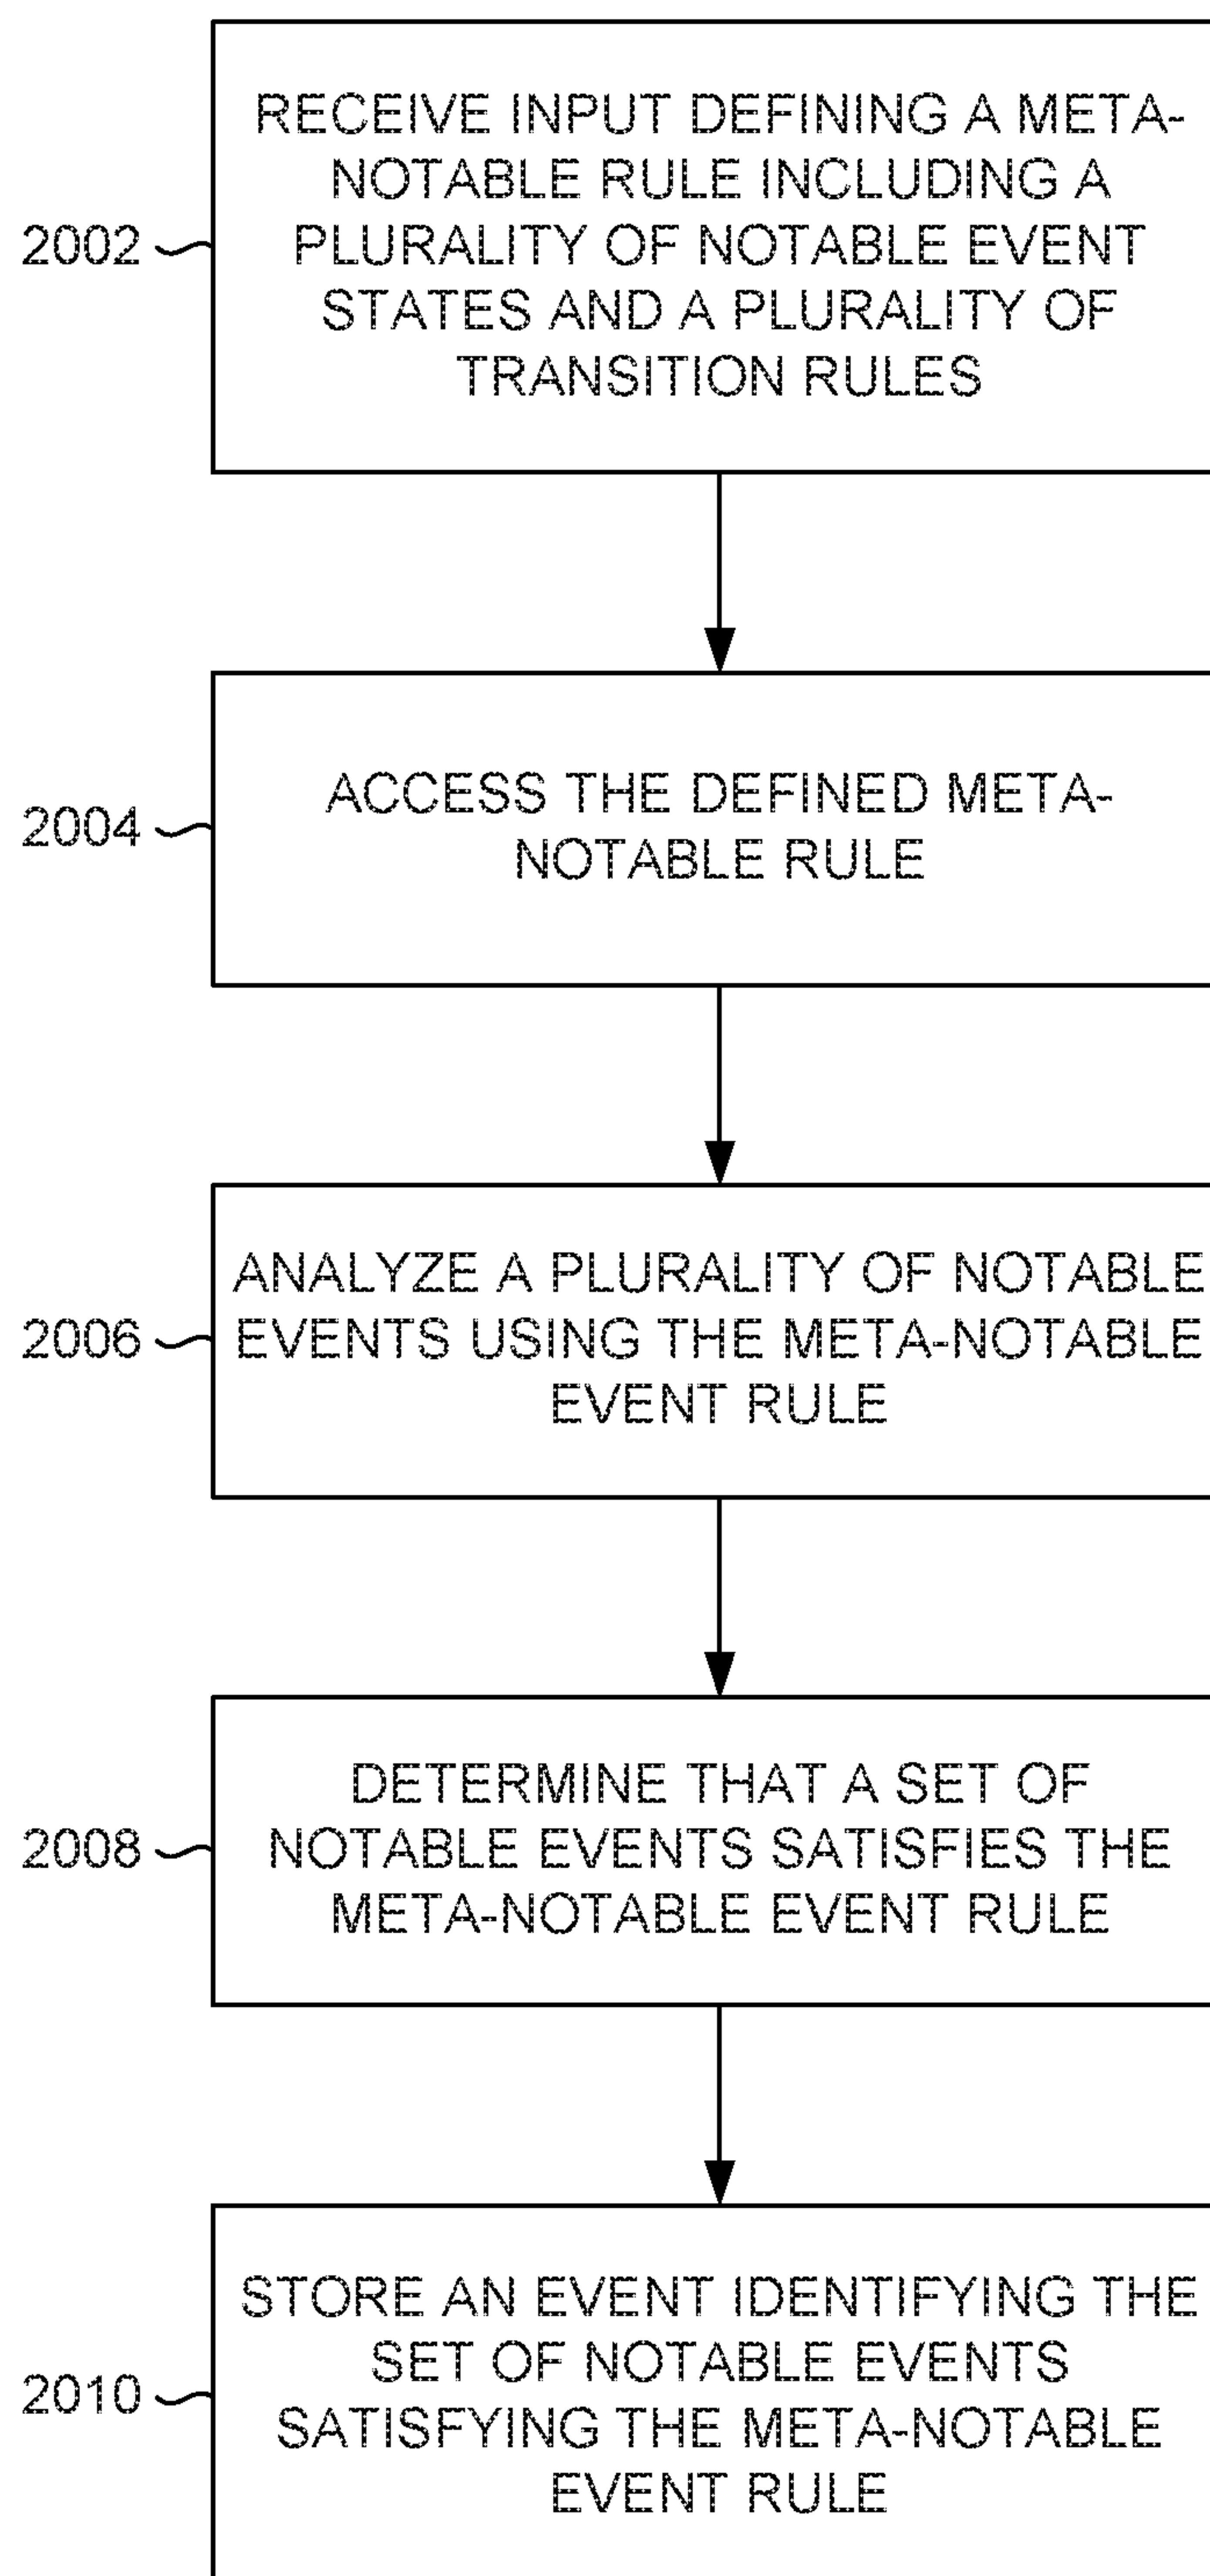 RECEIVE INPUT DEFINING A META-
NOTABLE RULE INCLUDING A
2002
PLURALITY OF NOTABLE EVENT
STATES AND A PLURALITY OF
TRANSITION RULES
ACCESS THE DEFINED META-
2004
NOTABLE RULE
ANALYZE A PLURALITY OF NOTABLE
2006
EVENTS USING THE META-NOTABLE
EVENT RULE
DETERMINE THAT A SET OF
2008
NOTABLE EVENTS SATISFIES THE
META-NOTABLE EVENT RULE
STORE AN EVENT IDENTIFYING THE
SET OF NOTABLE EVENTS
2010
SATISFYING THE META-NOTABLE
EVENT RULE